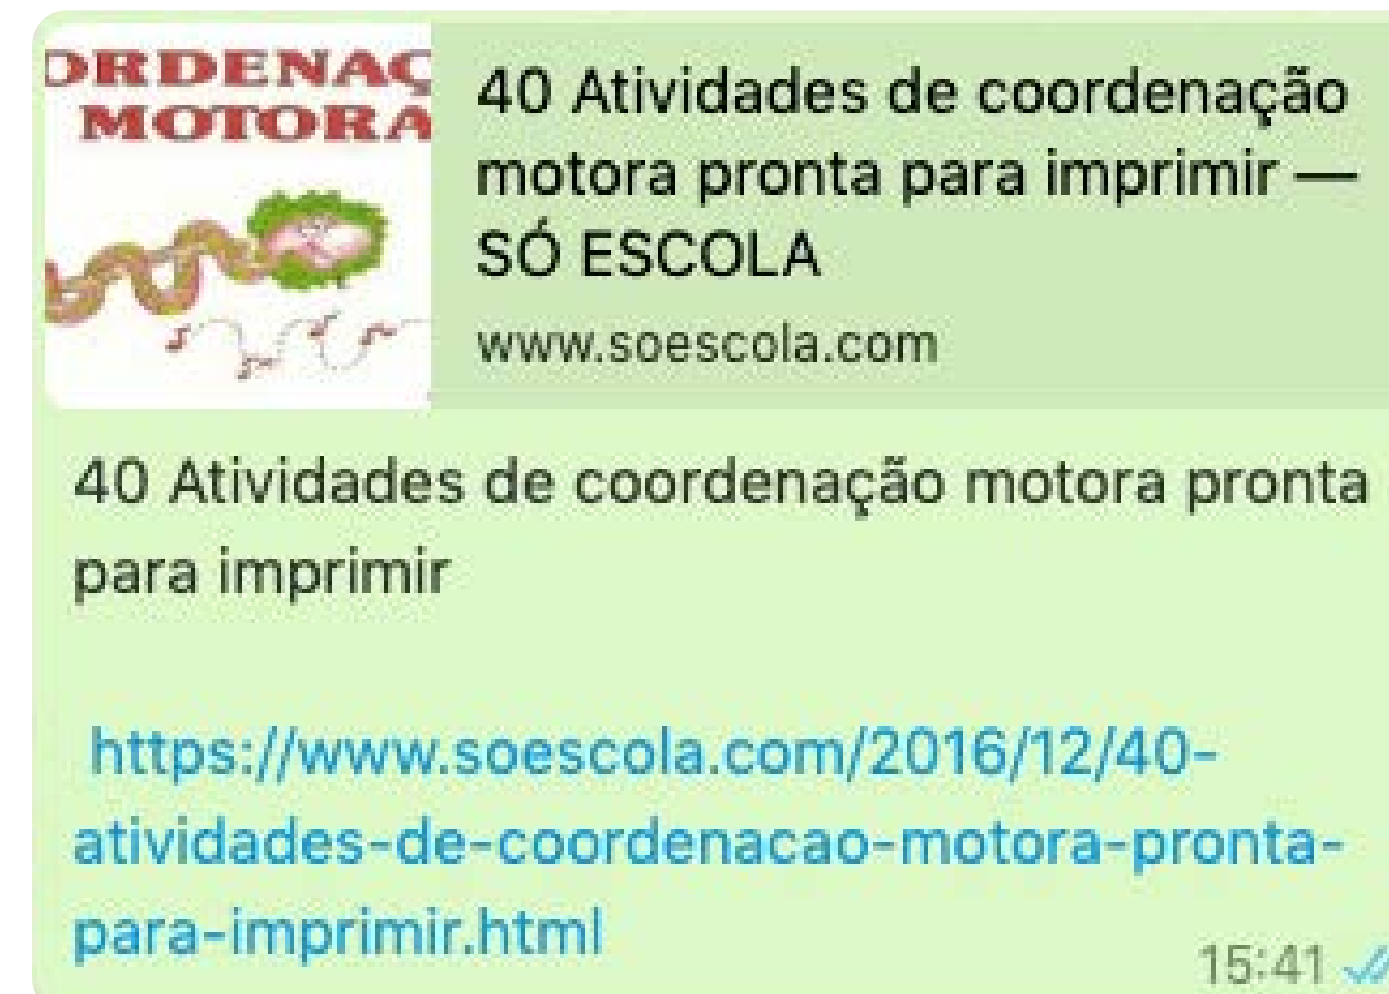 ORDENAÇ
MOTORA
40 Atividades de coordenação
motora pronta para imprimir —
SÓ ESCOLA
www.soescola.com
40 Atividades de coordenação motora pronta
para imprimir
https://www.soescola.com/2016/12/40-
atividades-de-coordenacao-motora-pronta-
para-imprimir.html
15:41